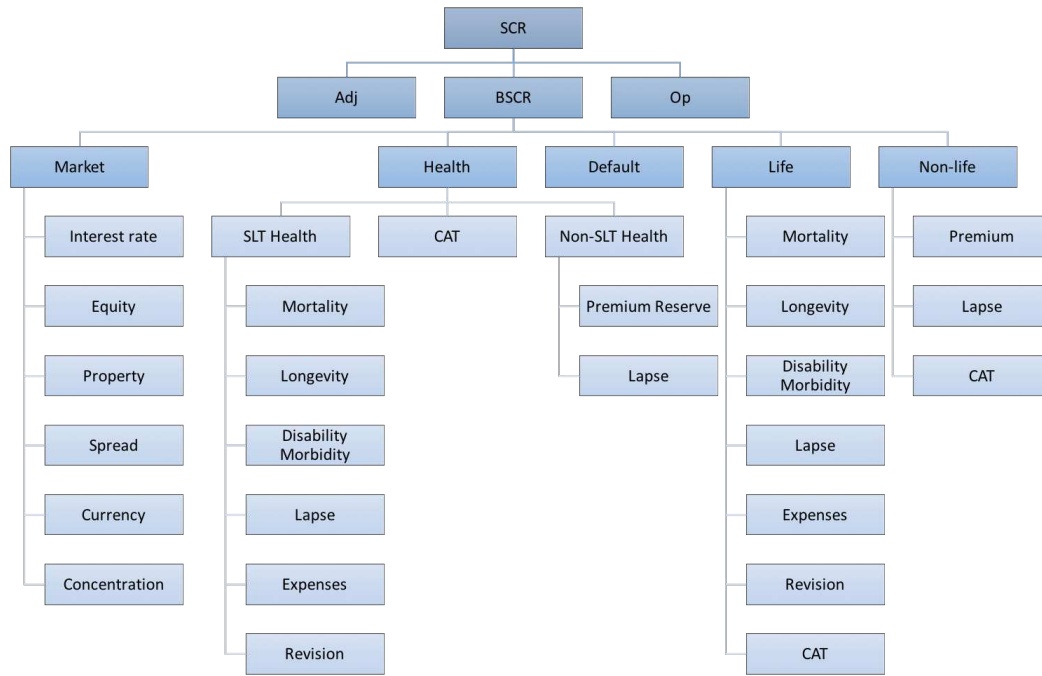 SCR
Adj
BSCR
Op
Market
Health
Default
Life
Non-life
Interest rate
Equity
Property
Spread
Currency
Concentration
SLT Health
CAT
Non-SLT Health
Mortality
Longevity
Disability
Morbidity
Lapse
Expenses
Revision
Premium Reserve
Lapse
Mortality
Longevity
Disability
Morbidity
Lapse
Expenses
Revision
CAT
Premium
Lapse
CAT